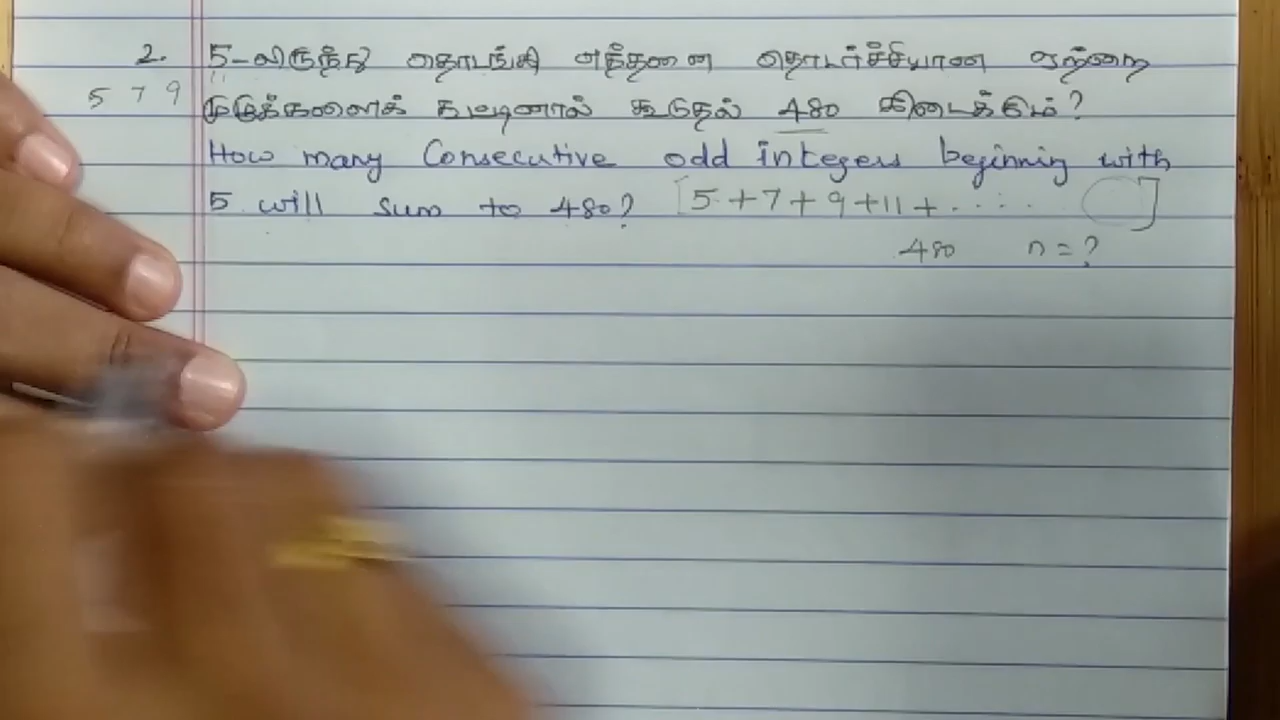 2. 5-லிருந்து தொடங்கி எத்தனை தொடர்ச்சியான ஒற்றை
5 7 9 முழுக்களைக் கூட்டினால் கூடுதல் 480 கிடைக்கும்?
How many Consecutive odd integers beginning with
5 will sum to 480? [5+7+9+11+.....]
480 n=?